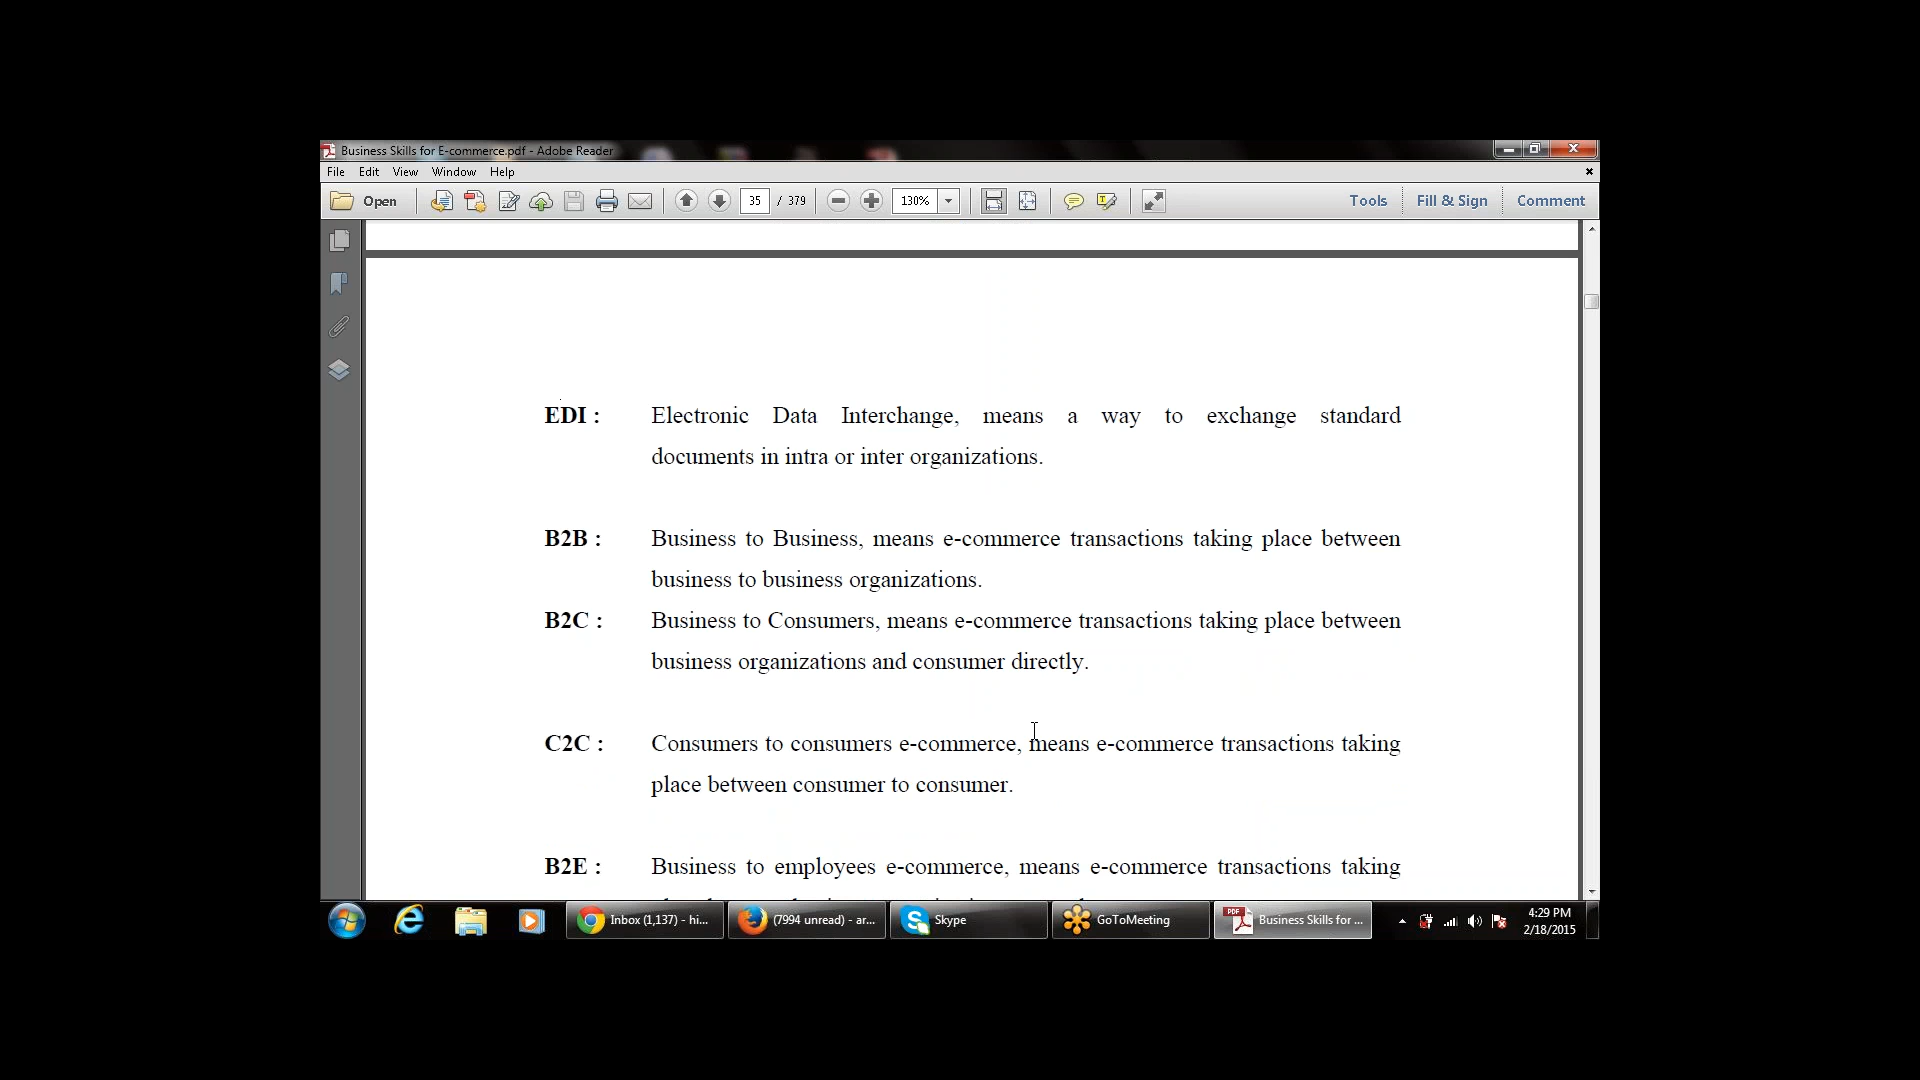 Business Skills for E-commerce.pdf - Adobe Reader
File Edit View Window Help
Open 35 / 379 130% Tools Fill & Sign Comment
EDI : Electronic Data Interchange, means a way to exchange standard
documents in intra or inter organizations.
B2B : Business to Business, means e-commerce transactions taking place between
business to business organizations.
B2C : Business to Consumers, means e-commerce transactions taking place between
business organizations and consumer directly.
C2C : Consumers to consumers e-commerce, means e-commerce transactions taking
place between consumer to consumer.
B2E : Business to employees e-commerce, means e-commerce transactions taking
Inbox (1,137) - hi... (7994 unread) - ar... Skype GoToMeeting Business Skills for ... 4:29 PM
2/18/2015